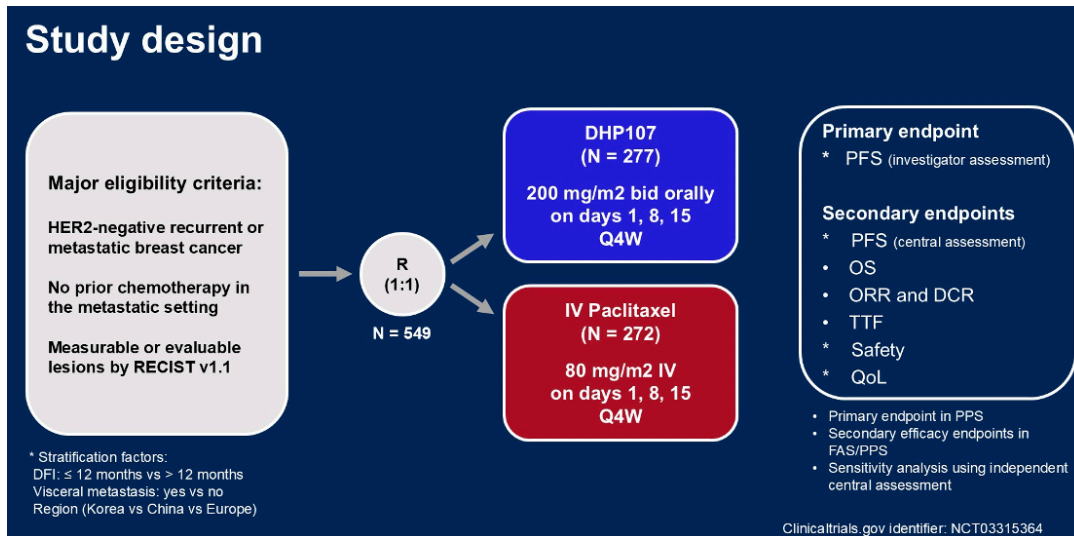 Study design
Major eligibility criteria:
HER2-negative recurrent or
metastatic breast cancer
No prior chemotherapy in
the metastatic setting
Measurable or evaluable
lesions by RECIST v1.1
* Stratification factors:
DFI: ≤ 12 months vs > 12 months
Visceral metastasis: yes vs no
Region (Korea vs China vs Europe)
R
(1:1)
N = 549
DHP107
(N = 277)
200 mg/m2 bid orally
on days 1, 8, 15
Q4W
IV Paclitaxel
(N = 272)
80 mg/m2 IV
on days 1, 8, 15
Q4W
Primary endpoint
* PFS (investigator assessment)
Secondary endpoints
* PFS (central assessment)
• OS
• ORR and DCR
• TTF
* Safety
* QoL
• Primary endpoint in PPS
• Secondary efficacy endpoints in
FAS/PPS
• Sensitivity analysis using independent
central assessment
Clinicaltrials.gov identifier: NCT03315364